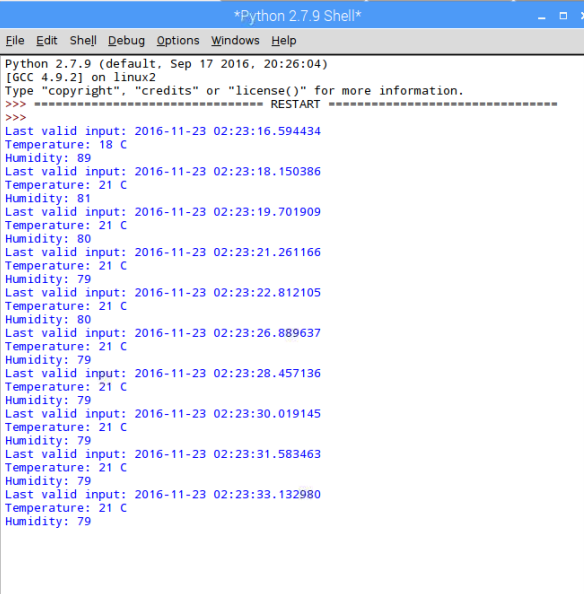 *Python 2.7.9 Shell*
File Edit Shell Debug Options Windows Help
Python 2.7.9 (default, Sep 17 2016, 20:26:04)
[GCC 4.9.2] on linux2
Type "copyright", "credits" or "license()" for more information.
>>> ================================ RESTART ================================
>>>
Last valid input: 2016-11-23 02:23:16.594434
Temperature: 18 C
Humidity: 89
Last valid input: 2016-11-23 02:23:18.150386
Temperature: 21 C
Humidity: 81
Last valid input: 2016-11-23 02:23:19.701909
Temperature: 21 C
Humidity: 80
Last valid input: 2016-11-23 02:23:21.261166
Temperature: 21 C
Humidity: 79
Last valid input: 2016-11-23 02:23:22.812105
Temperature: 21 C
Humidity: 80
Last valid input: 2016-11-23 02:23:26.889637
Temperature: 21 C
Humidity: 79
Last valid input: 2016-11-23 02:23:28.457136
Temperature: 21 C
Humidity: 79
Last valid input: 2016-11-23 02:23:30.019145
Temperature: 21 C
Humidity: 79
Last valid input: 2016-11-23 02:23:31.583463
Temperature: 21 C
Humidity: 79
Last valid input: 2016-11-23 02:23:33.132980
Temperature: 21 C
Humidity: 79